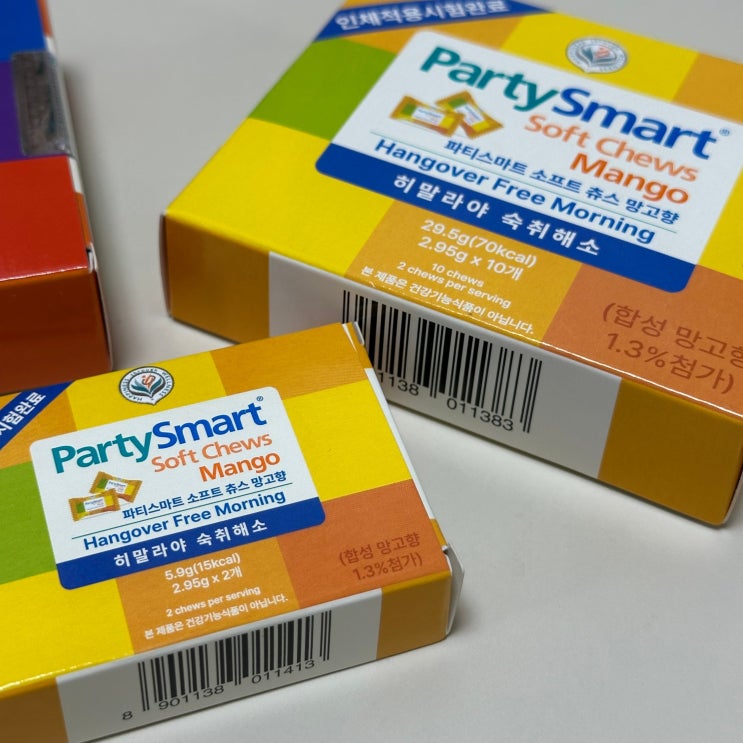 인체적용시험완료
PartySmart®
Soft Chews
Mango
파티스마트 소프트 츄스 망고향
Hangover Free Morning
히말라야 숙취해소
29.5g(70kcal)
2.95g x 10개
10 chews
2 chews per serving
본 제품은 건강기능식품이 아닙니다.
(합성 망고향
1.3%첨가)
1138 011383
시험완료
PartySmart®
Soft Chews
Mango
파티스마트 소프트 츄스 망고향
Hangover Free Morning
히말라야 숙취해소
5.9g(15kcal)
2.95g x 2개
2 chews per serving
본 제품은 건강기능식품이 아닙니다.
(합성 망고향
1.3%첨가)
8 901138 011413